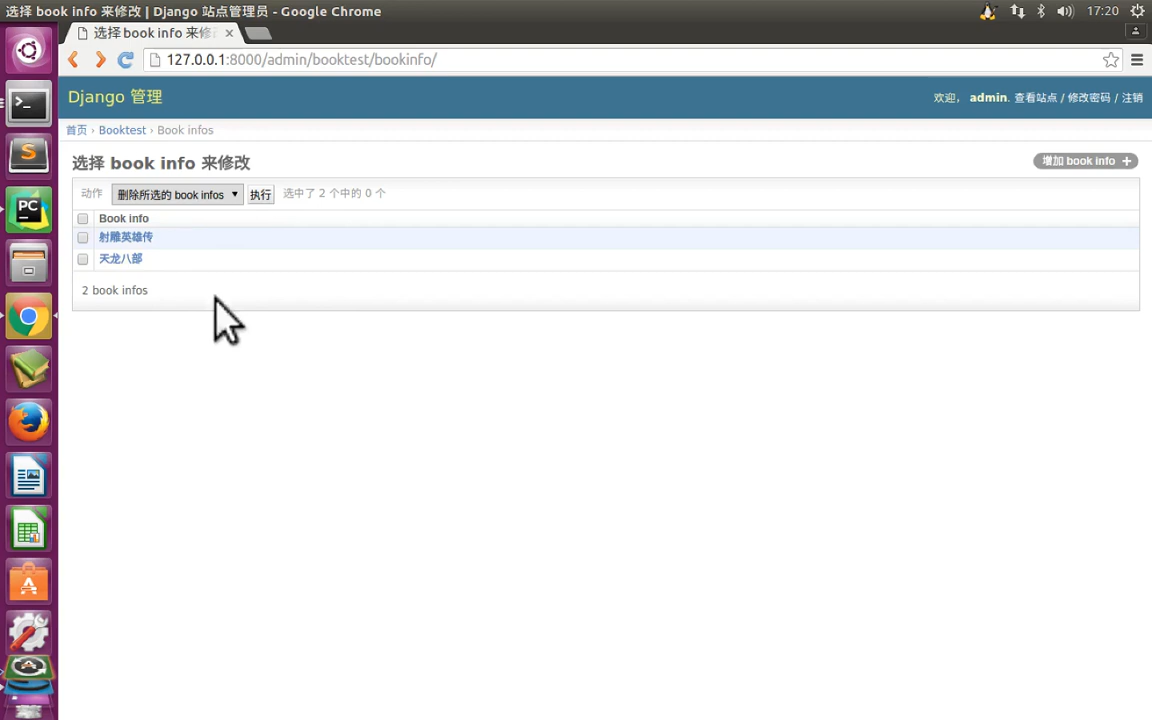 选择 book info 来修改 | Django 站点管理员 - Google Chrome
17:20
选择 book info 来修改
127.0.0.1:8000/admin/booktest/bookinfo/
Django 管理
欢迎， admin. 查看站点 / 修改密码 / 注销
首页 › Booktest › Book infos
选择 book info 来修改
增加 book info +
动作 删除所选的 book infos 执行 选中了 2 个中的 0 个
Book info
射雕英雄传
天龙八部
2 book infos
S
PC
A